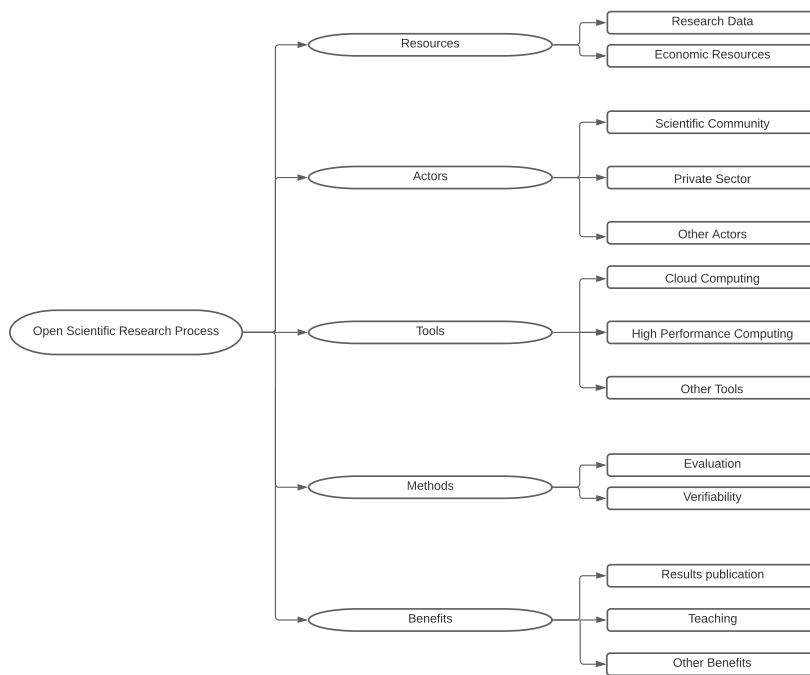 Open Scientific Research Process
Resources
Research Data
Economic Resources
Actors
Scientific Community
Private Sector
Other Actors
Tools
Cloud Computing
High Performance Computing
Other Tools
Methods
Evaluation
Verifiability
Benefits
Results publication
Teaching
Other Benefits